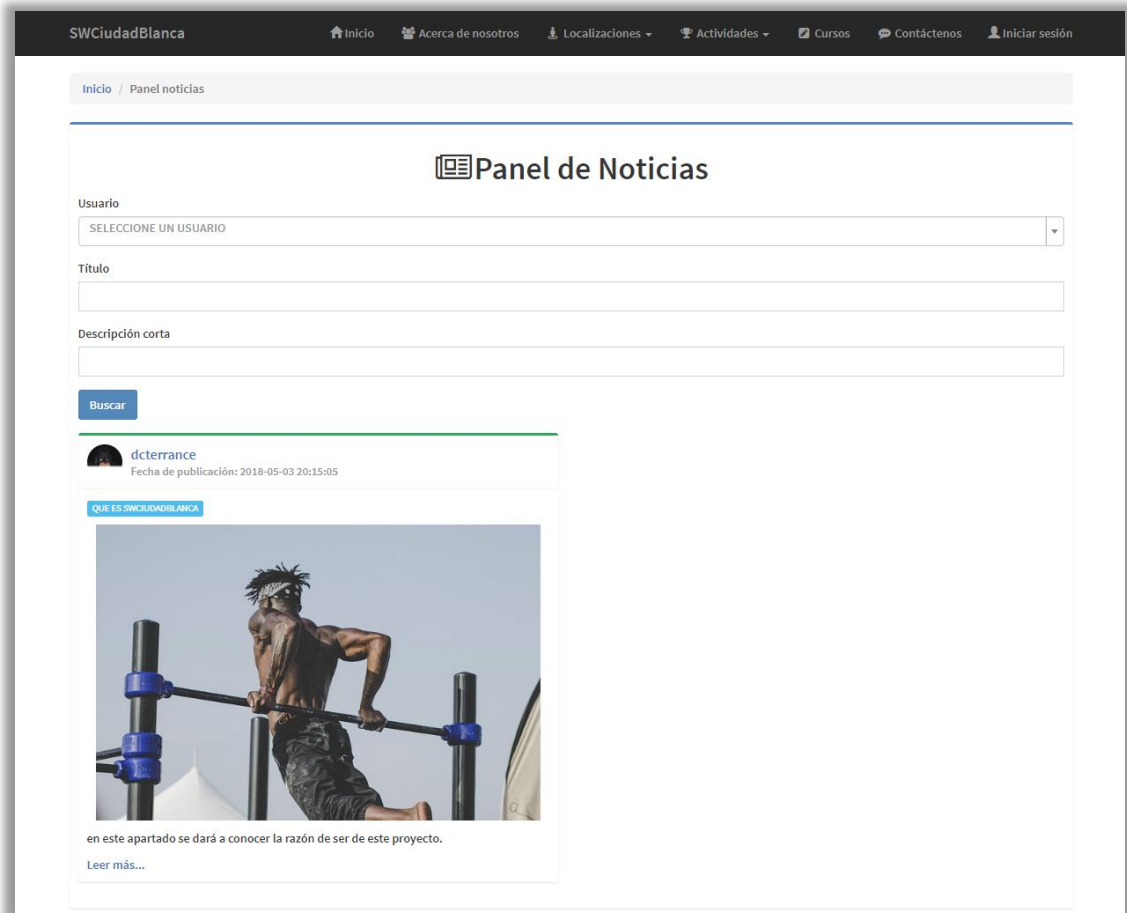 SWCiudadBlanca Inicio Acerca de nosotros Localizaciones Actividades Cursos Contáctenos Iniciar sesión
Inicio / Panel noticias
Panel de Noticias
Usuario
SELECCIONE UN USUARIO
Título
Descripción corta
Buscar
dcterrance
Fecha de publicación: 2018-05-03 20:15:05
QUE ES SWCIUDADBLANCA
en este apartado se dará a conocer la razón de ser de este proyecto.
Leer más...